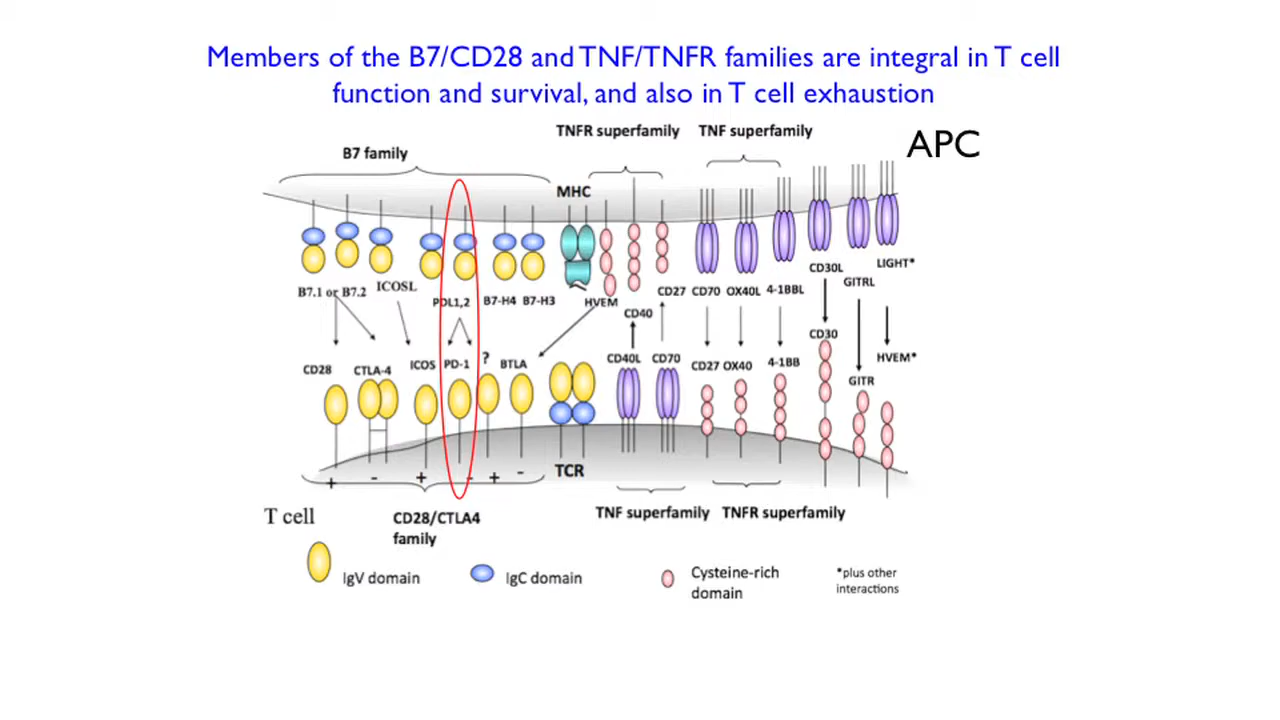 Members of the B7/CD28 and TNF/TNFR families are integral in T cell
function and survival, and also in T cell exhaustion
TNFR superfamily TNF superfamily
APC
B7 family
MHC
B7.1 or B7.2 ICOSL
PDL1,2 B7-H4 B7-H3
HVEM
CD40
CD27 CD70 OX40L 4-1BBL
CD30L
GITRL
LIGHT*
CD28
CTLA-4
ICOS
PD-1
?
BTLA
CD40L CD70
CD27 OX40 4-1BB
CD30
GITR
HVEM*
+ - + - + -
TCR
T cell
CD28/CTLA4
family
TNF superfamily TNFR superfamily
IgV domain
IgC domain
Cysteine-rich
domain
*plus other
interactions